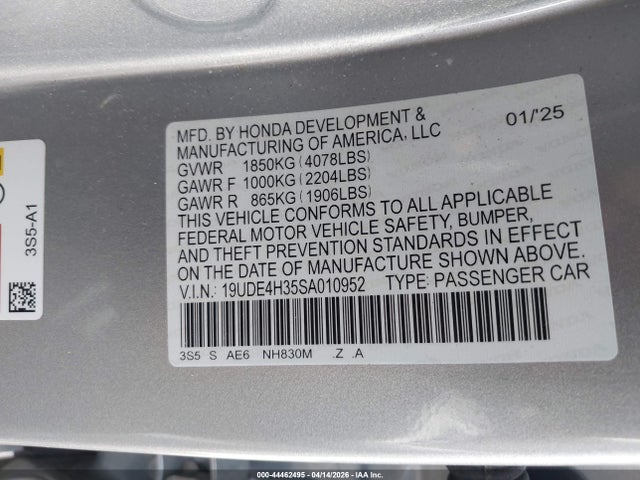 MFD. BY HONDA DEVELOPMENT & 01/'25
MANUFACTURING OF AMERICA, LLC
GVWR 1850KG(4078LBS)
GAWR F 1000KG(2204LBS)
GAWR R 865KG(1906LBS)
THIS VEHICLE CONFORMS TO ALL APPLICABLE
FEDERAL MOTOR VEHICLE SAFETY, BUMPER,
AND THEFT PREVENTION STANDARDS IN EFFECT
ON THE DATE OF MANUFACTURE SHOWN ABOVE.
V.I.N.: 19UDE4H35SA010952 TYPE: PASSENGER CAR
3S5 S AE6 NH830M .Z .A
3S5-A1
000-44462495 - 04/14/2026 - IAAI.COM